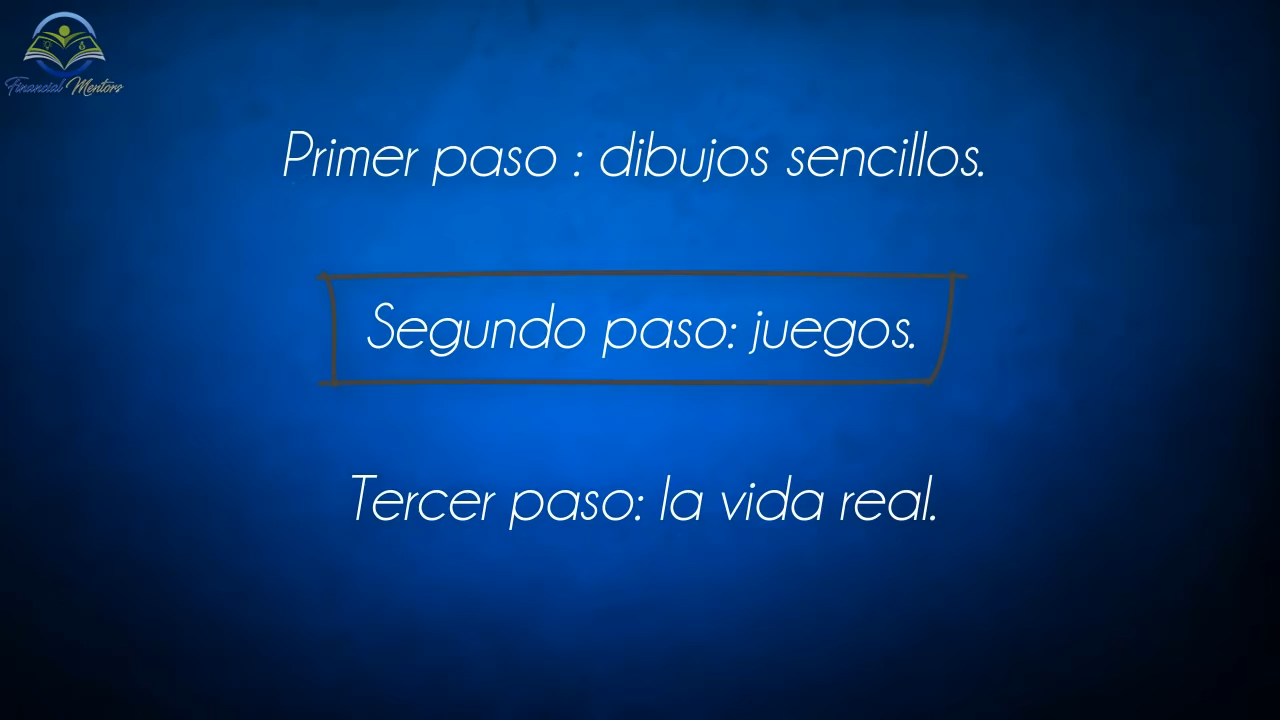 Financial Mentors
Primer paso : dibujos sencillos.
Segundo paso: juegos.
Tercer paso: la vida real.